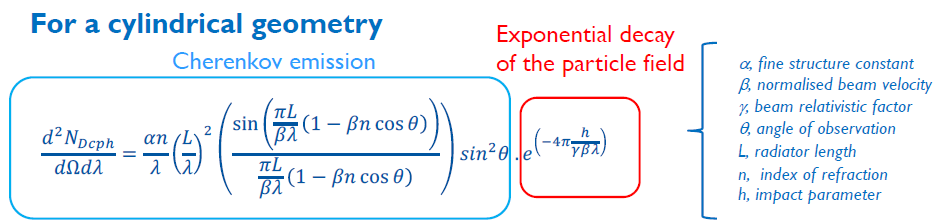 For a cylindrical geometry
Cherenkov emission
Exponential decay
of the particle field
d²N_{Dcph}/dΩdλ = αn/λ (L/λ)² (sin(πL/βλ (1 − βn cos θ)) / πL/βλ (1 − βn cos θ)) sin²θ .e^(−4π h/γβλ)
α, fine structure constant
β, normalised beam velocity
γ, beam relativistic factor
θ, angle of observation
L, radiator length
n, index of refraction
h, impact parameter